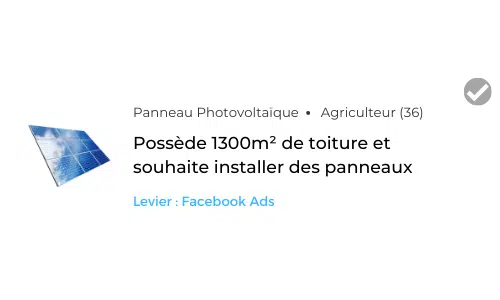 Panneau Photovoltaïque • Agriculteur (36)
Possède 1300m² de toiture et
souhaite installer des panneaux
Levier : Facebook Ads